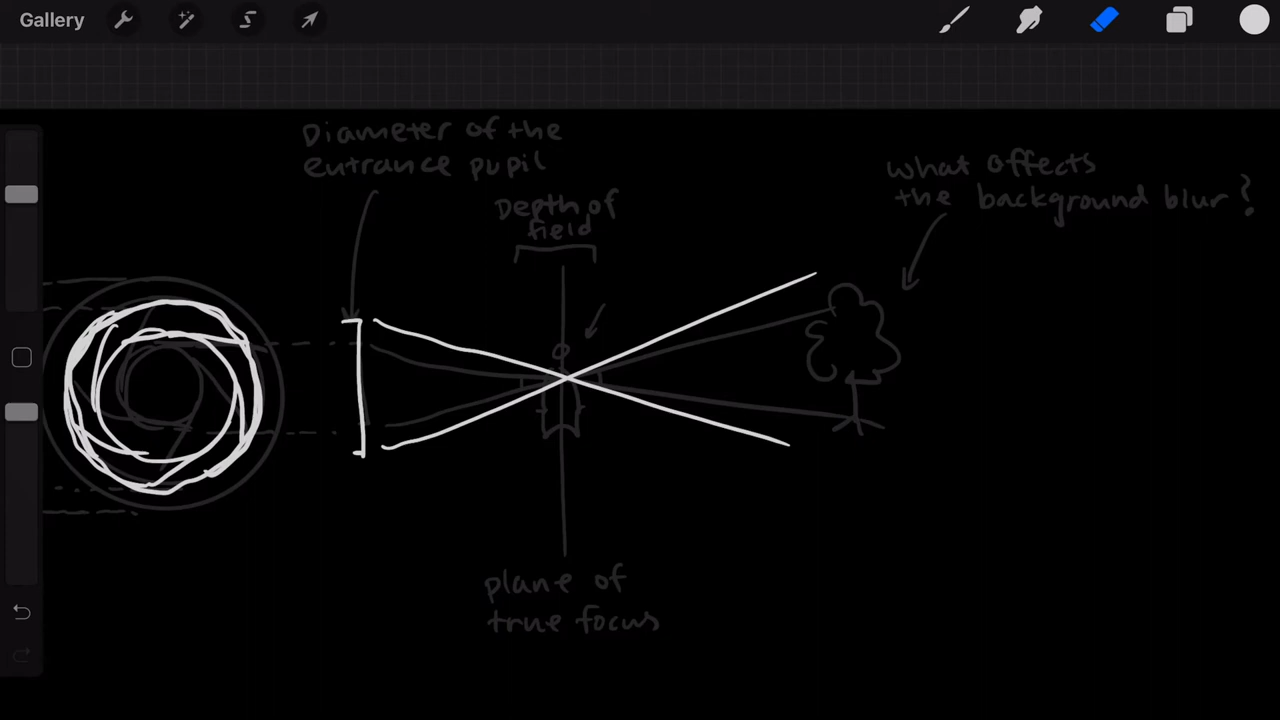 Gallery
Diameter of the
entrance pupil
Depth of
field
what affects
the background blur?
plane of
true focus